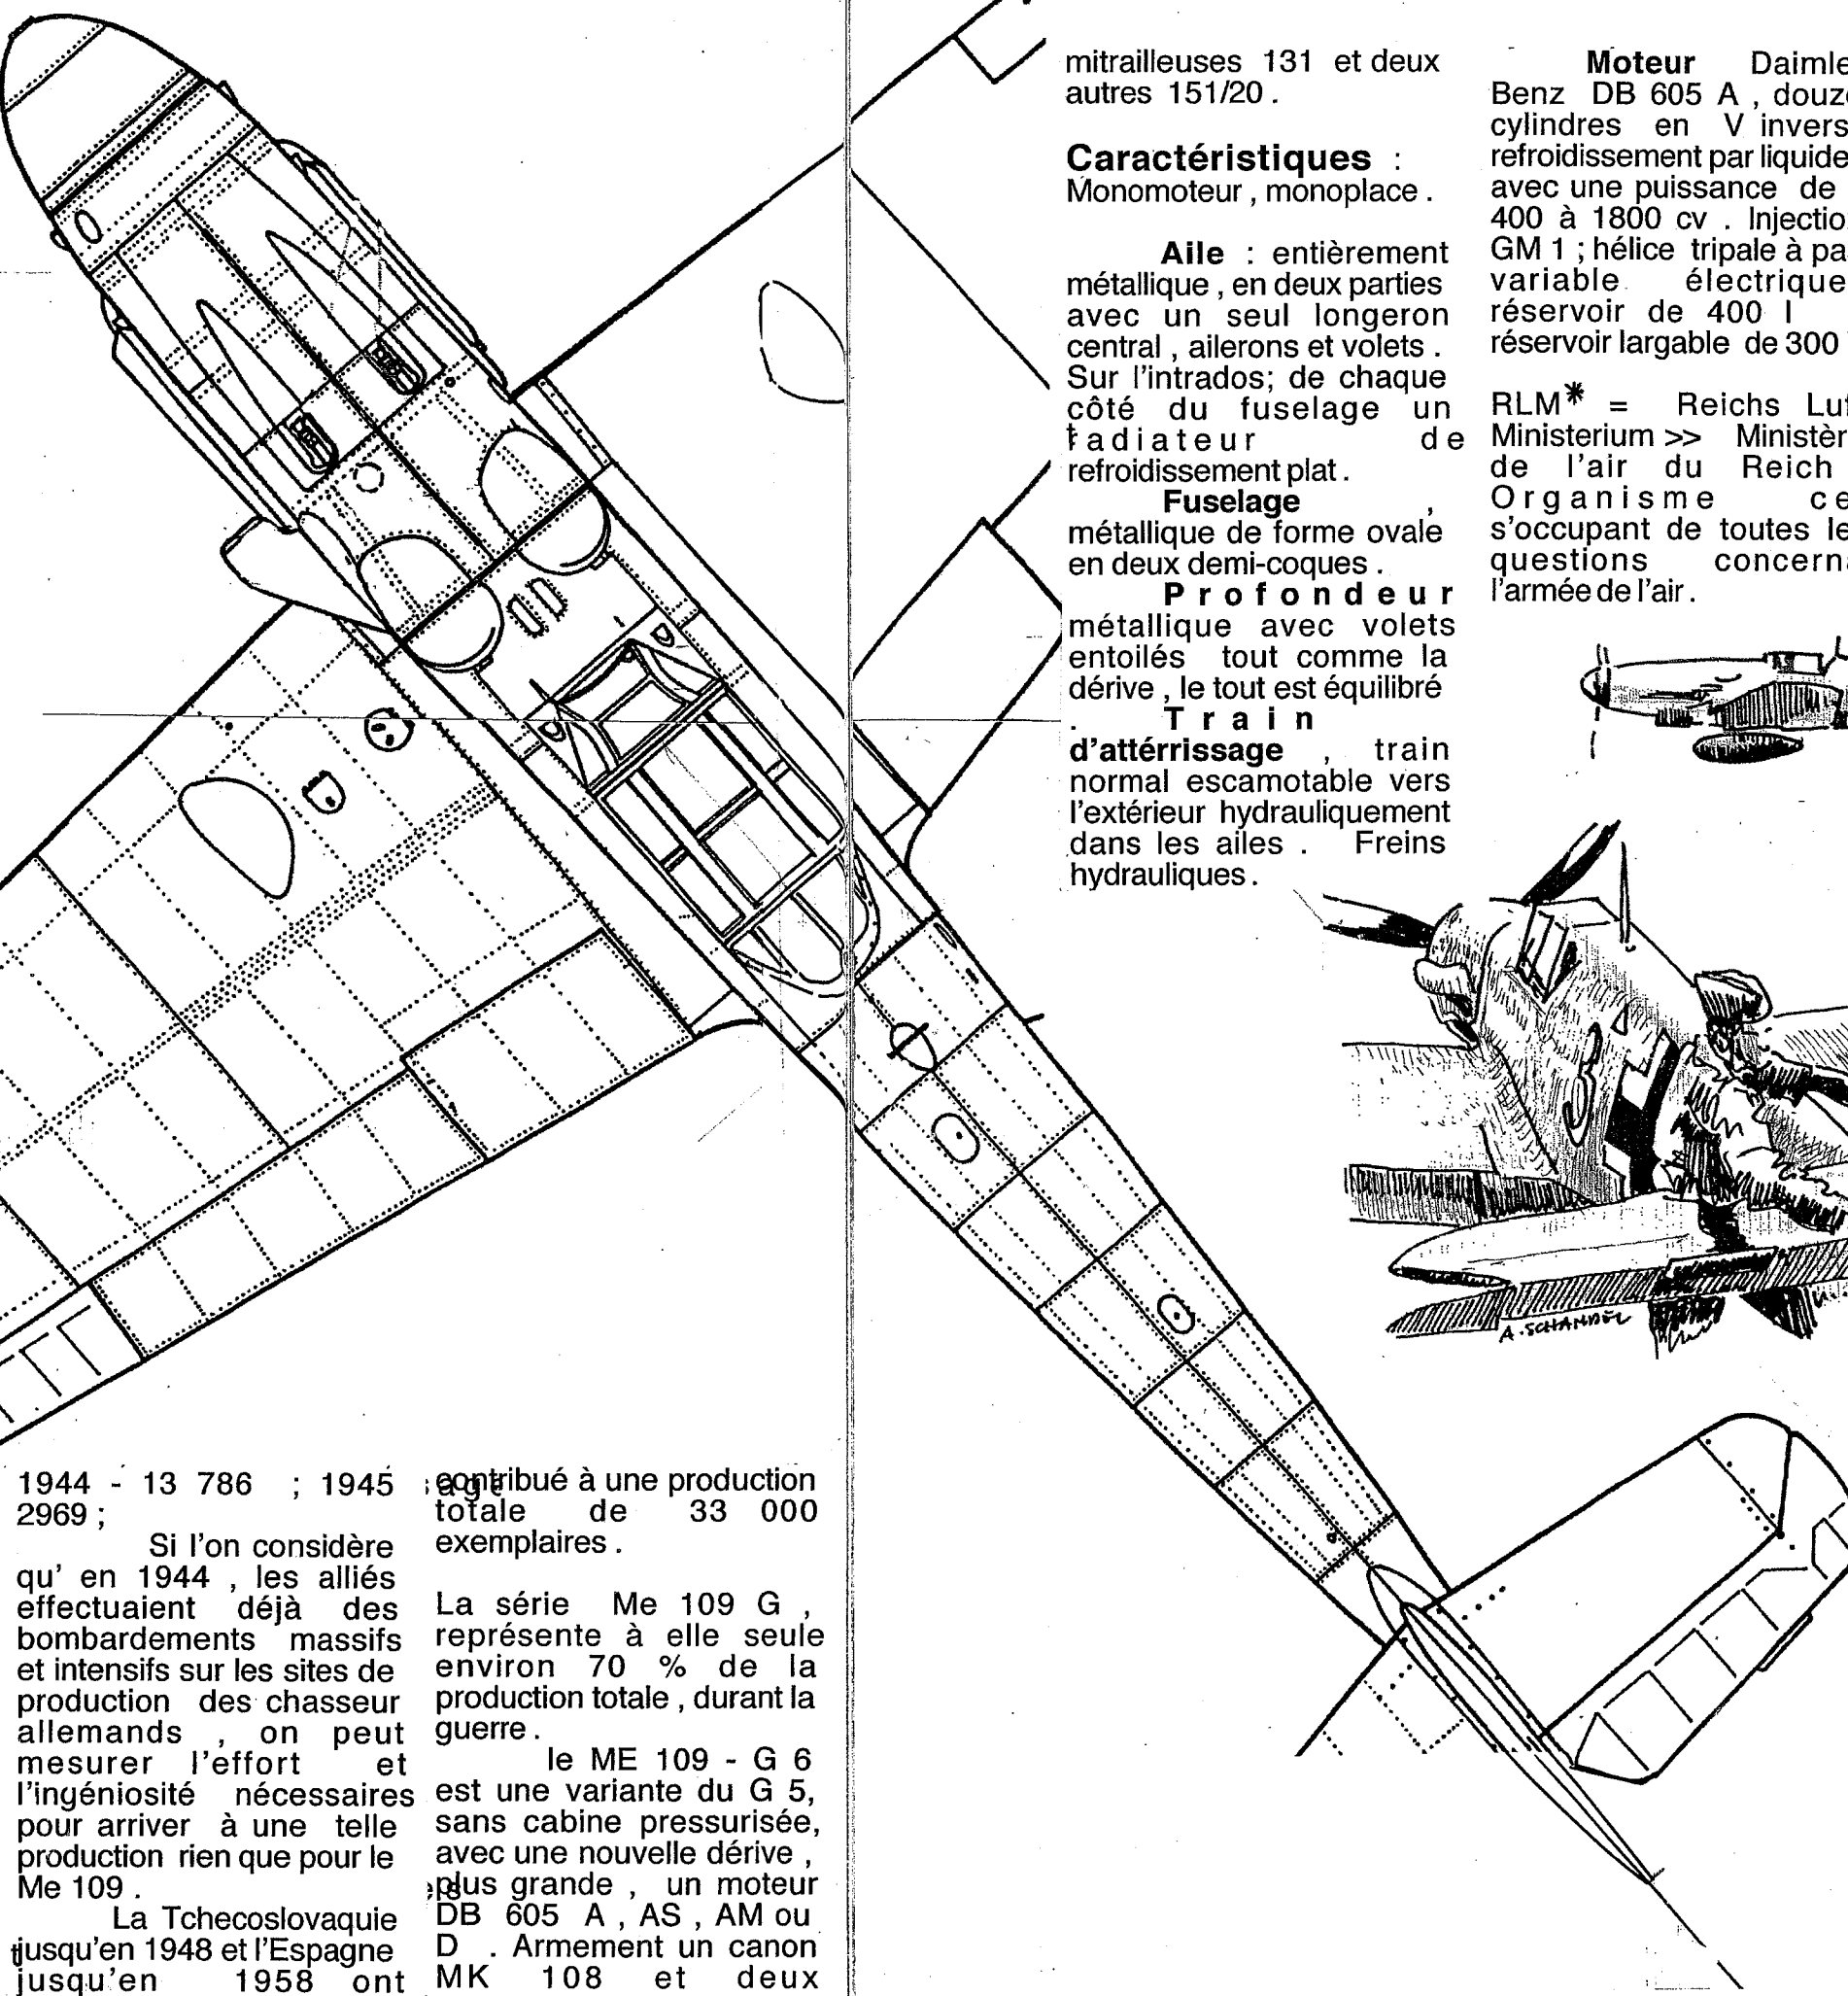 1944 - 13 786 ; 1945
2969 ;
Si l'on considère
qu' en 1944 , les alliés
effectuaient déjà des
bombardements massifs
et intensifs sur les sites de
production des chasseur
allemands , on peut
mesurer l'effort et
l'ingéniosité nécessaires
pour arriver à une telle
production rien que pour le
Me 109 .
La Tchecoslovaquie
jusqu'en 1948 et l'Espagne
jusqu'en 1958 ont
contribué à une production
totale de 33 000
exemplaires .
La série Me 109 G ,
représente à elle seule
environ 70 % de la
production totale , durant la
guerre .
le ME 109 - G 6
est une variante du G 5,
sans cabine pressurisée,
avec une nouvelle dérive ,
plus grande , un moteur
DB 605 A , AS , AM ou
D . Armement un canon
MK 108 et deux
mitrailleuses 131 et deux
autres 151/20 .
Caractéristiques :
Monomoteur , monoplace .
Aile : entièrement
métallique , en deux parties
avec un seul longeron
central , ailerons et volets .
Sur l'intrados; de chaque
côté du fuselage un
radiateur de
refroidissement plat .
Fuselage ,
métallique de forme ovale
en deux demi-coques .
Profondeur
métallique avec volets
entoilés tout comme la
dérive , le tout est équilibré
. Train
d'attérrissage , train
normal escamotable vers
l'extérieur hydrauliquement
dans les ailes . Freins
hydrauliques .
Moteur Daimle
Benz DB 605 A , douz
cylindres en V invers
refroidissement par liquide
avec une puissance de
400 à 1800 cv . Injectio
GM 1 ; hélice tripale à pa
variable électrique
réservoir de 400 l
réservoir largable de 300
RLM* = Reichs Luf
Ministerium >> Ministèr
de l'air du Reich
Organisme ce
s'occupant de toutes le
questions concern
l'armée de l'air .
A. SCHANDEL